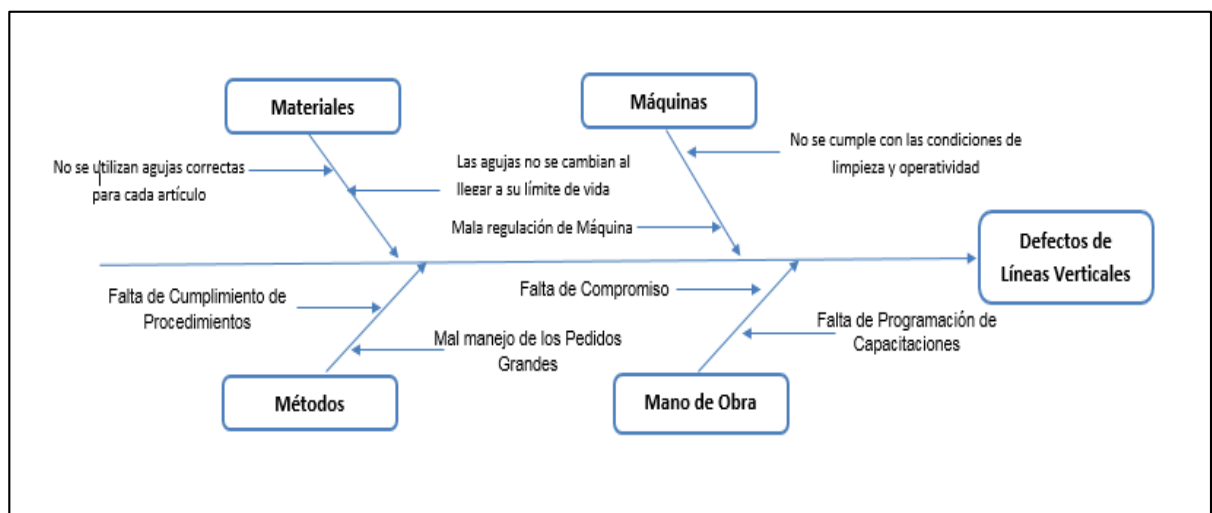 Materiales
Máquinas
No se utilizan agujas correctas
para cada artículo
Las agujas no se cambian al
llegar a su límite de vida
No se cumple con las condiciones de
limpieza y operatividad
Mala regulación de Máquina
Defectos de
Líneas Verticales
Falta de Cumplimiento de
Procedimientos
Mal manejo de los Pedidos
Grandes
Falta de Compromiso
Falta de Programación de
Capacitaciones
Métodos
Mano de Obra